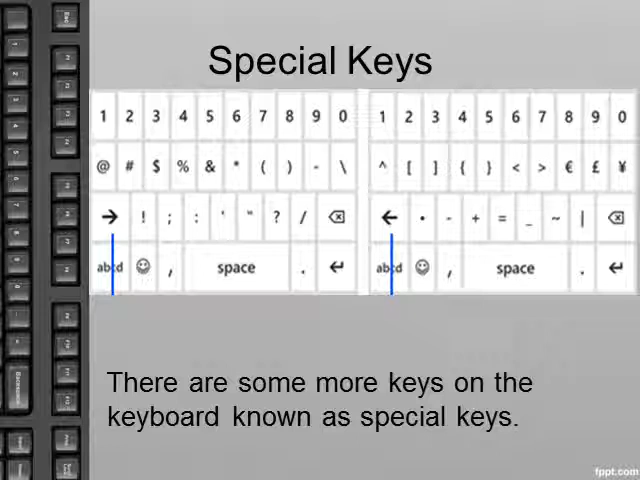 Special Keys
1 2 3 4 5 6 7 8 9 0
@ # $ % & * ( ) - \
→ ! ; : ' " ? / ⌫
abcd ☺ , space . ↵
1 2 3 4 5 6 7 8 9 0
^ [ ] { } < > € £ ¥
← • - + = _ ~ | ⌫
abcd ☺ , space . ↵
There are some more keys on the
keyboard known as special keys.
fppt.com